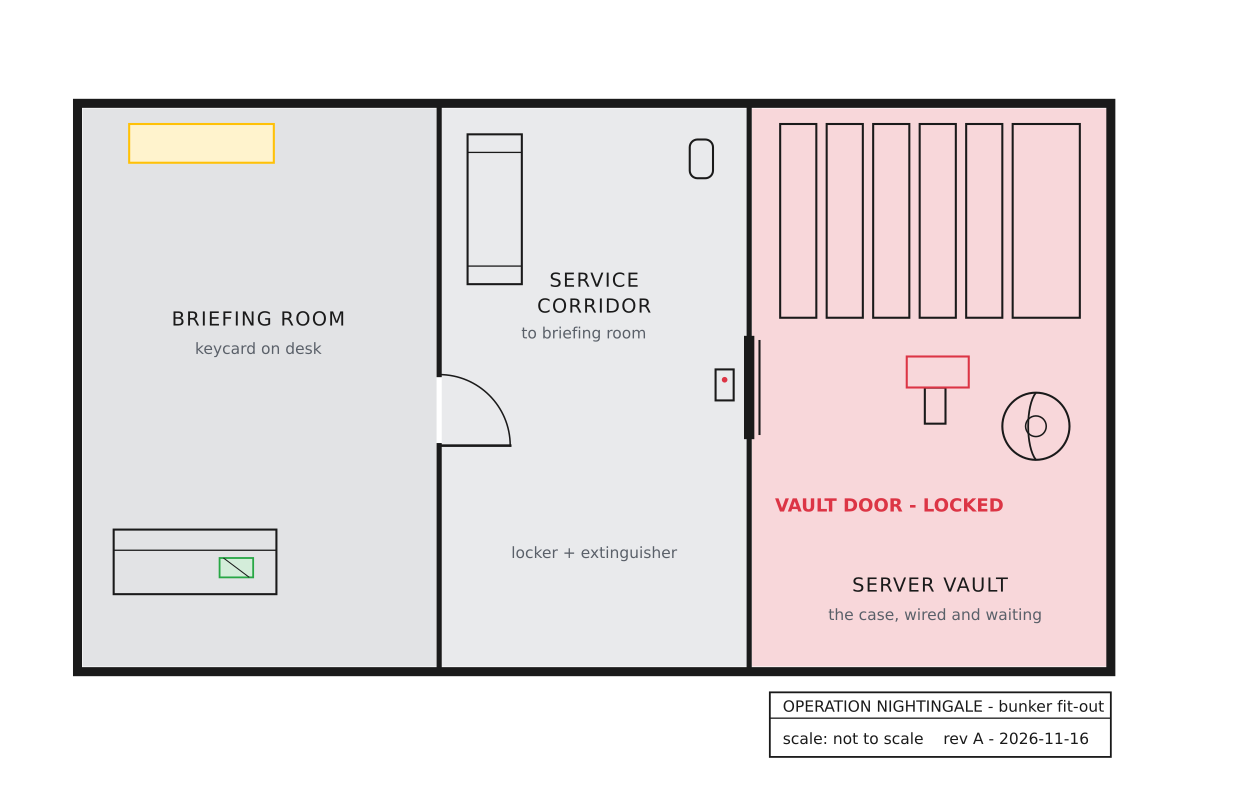 BRIEFING ROOM
keycard on desk
SERVICE
CORRIDOR
to briefing room
locker + extinguisher
VAULT DOOR - LOCKED
SERVER VAULT
the case, wired and waiting
OPERATION NIGHTINGALE - bunker fit-out
scale: not to scale rev A - 2026-11-16